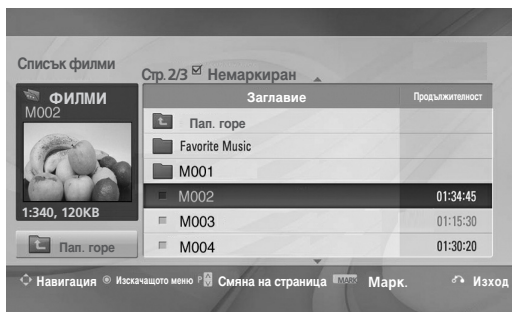 Списък филми
Стр. 2/3 Немаркиран
ФИЛМИ
M002
1:340, 120KB
Пап. горе
Заглавие Продължителност
Пап. горе
Favorite Music
M001
M002 01:34:45
M003 01:15:30
M004 01:30:20
Навигация Изскачащото меню P Смяна на страница МАРК Марк. Изход